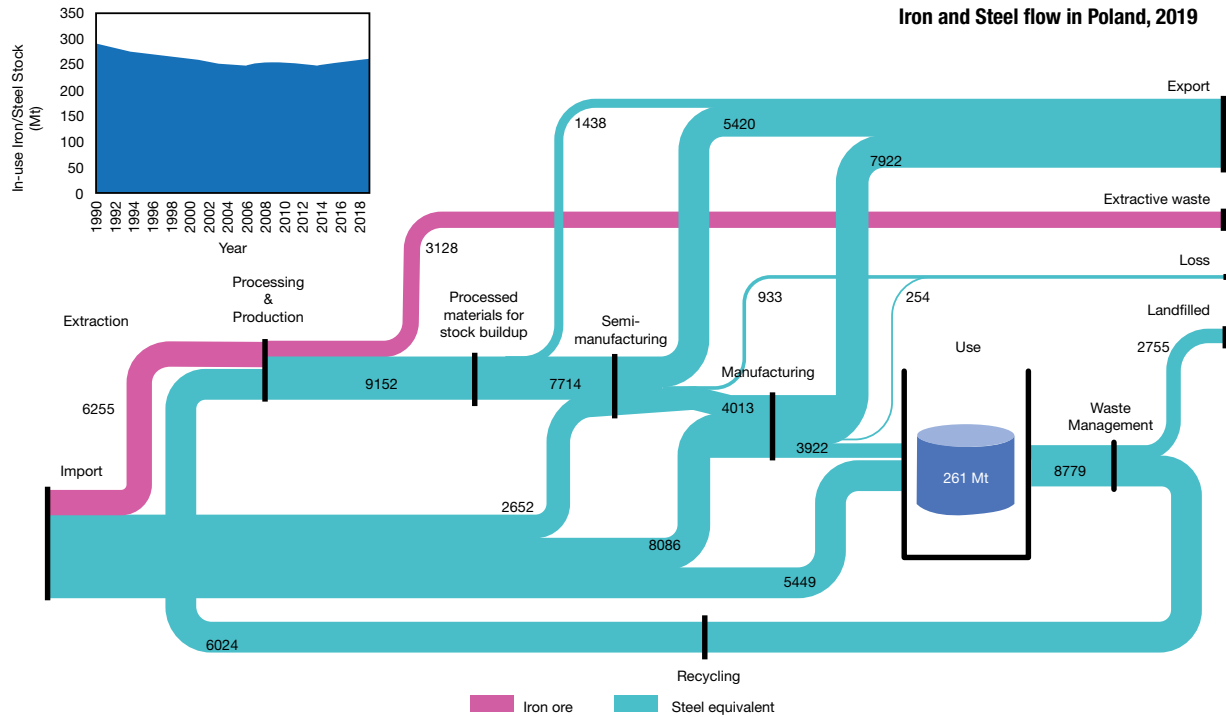 Iron and Steel flow in Poland, 2019
In-use Iron/Steel Stock
(Mt)
350
300
250
200
150
100
50
0
1990
1992
1994
1996
1998
2000
2002
2004
2006
2008
2010
2012
2014
2016
2018
Year
Export
1438
5420
7922
Extractive waste
3128
Loss
933
254
Processing
&
Production
Processed
materials for
stock buildup
Semi-
manufacturing
Extraction
Landfilled
2755
Use
Manufacturing
9152
7714
4013
6255
Waste
Management
3922
Import
261 Mt
8779
2652
8086
5449
6024
Recycling
Iron ore
Steel equivalent